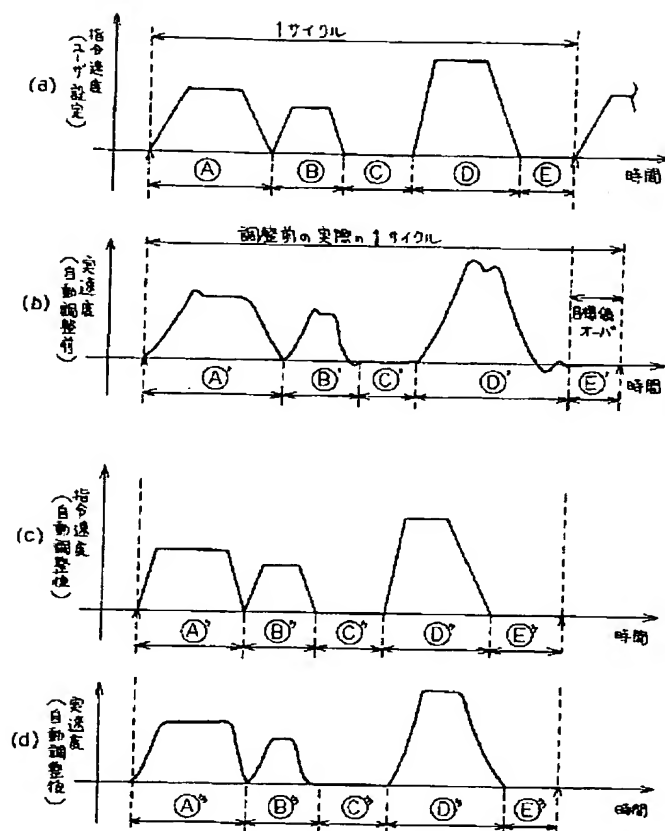 1サイクル
(a)
指令速度
(ユーザ設定)
Ⓐ Ⓑ Ⓒ Ⓓ Ⓔ 時間
調整前の実際の1サイクル
(b)
実速度
(自動調整前)
目標値
オーバ
Ⓐ' Ⓑ' Ⓒ' Ⓓ' Ⓔ' 時間
(c)
指令速度
(自動調整後)
Ⓐ" Ⓑ" Ⓒ" Ⓓ" Ⓔ" 時間
(d)
実速度
(自動調整後)
時間